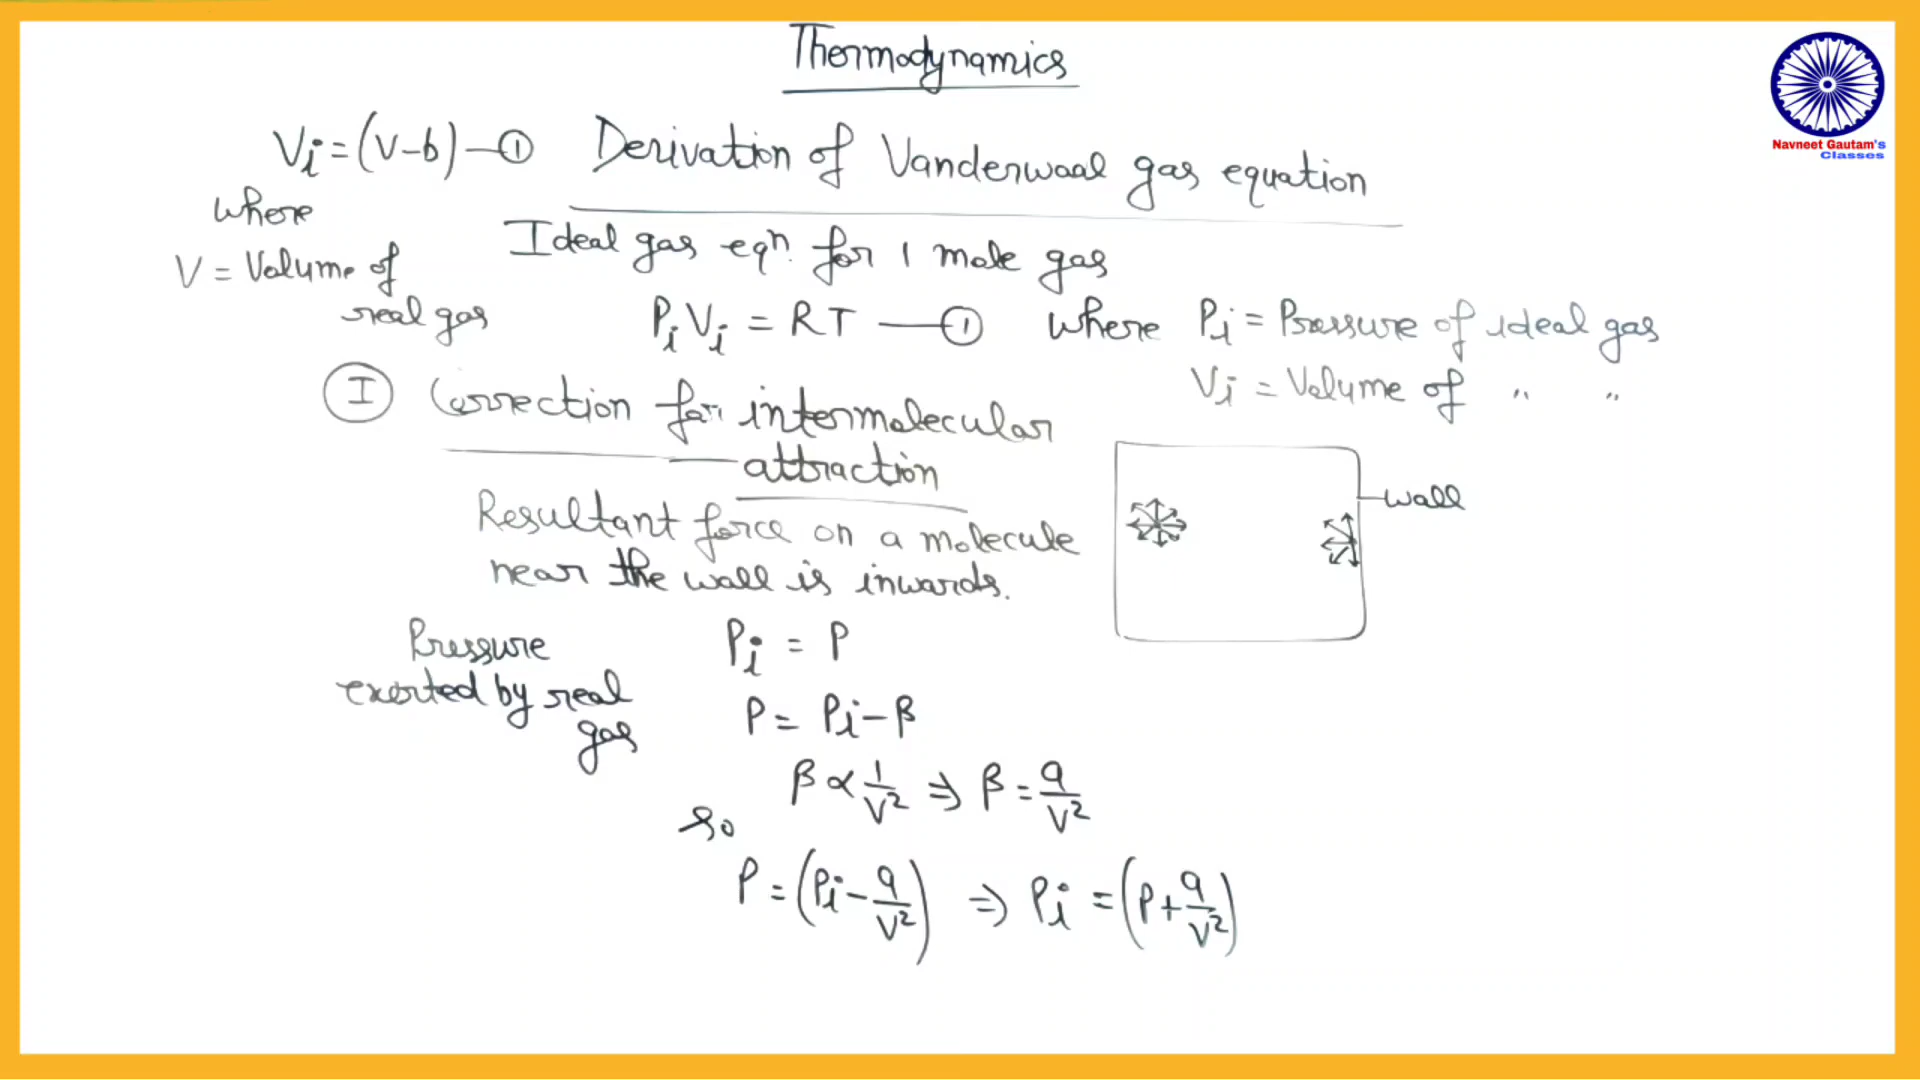 Thermodynamics
Navneet Gautam's
Classes
Vi = (V-b) — ①
Derivation of Vanderwaal gas equation
where
V = Volume of
real gas
Ideal gas eqn. for 1 mole gas
PiVi = RT — ① where Pi = Pressure of ideal gas
Vi = Volume of " "
Ⓘ Correction for intermolecular
attraction
wall
Resultant force on a molecule
near the wall is inwards.
Pressure
exerted by real
gas
Pi = P
P = Pi - β
β ∝ 1/V² ⇒ β = a/V²
So
P = (Pi - a/V²) ⇒ Pi = (P + a/V²)